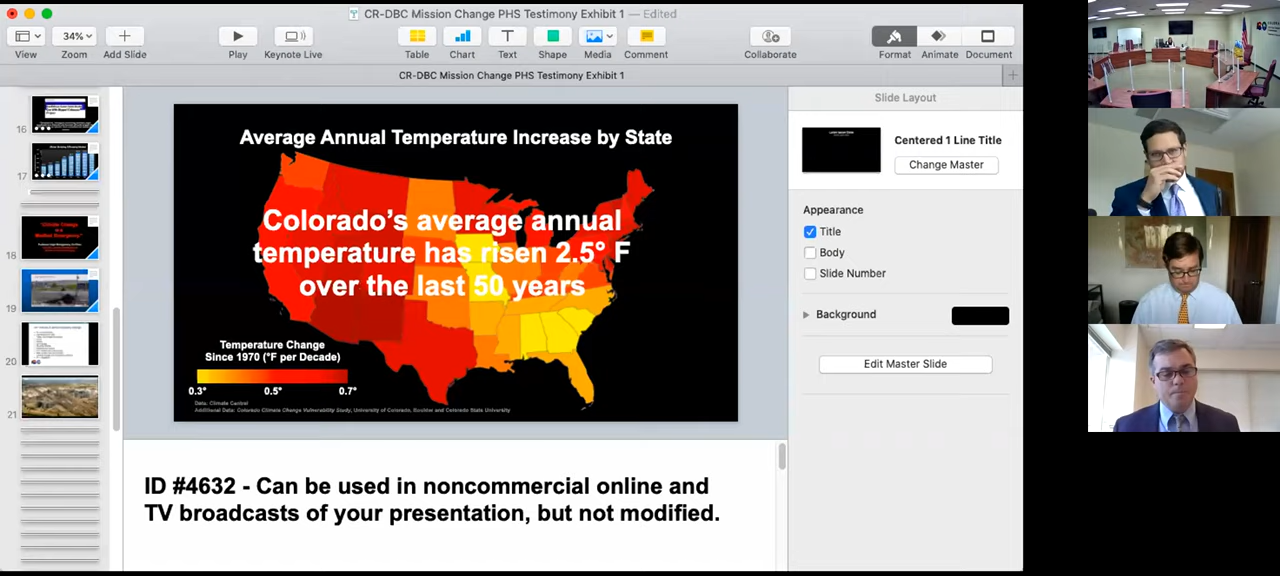 CR-DBC Mission Change PHS Testimony Exhibit 1 — Edited
View
34%
Zoom
Add Slide
Play
Keynote Live
Table
Chart
Text
Shape
Media
Comment
Collaborate
Format
Animate
Document
CR-DBC Mission Change PHS Testimony Exhibit 1
16
17
18
19
20
21
"Climate Change
is a
Medical Emergency."
Average Annual Temperature Increase by State
Colorado's average annual
temperature has risen 2.5° F
over the last 50 years
Temperature Change
Since 1970 (°F per Decade)
0.3°
0.5°
0.7°
Data: Climate Central
Additional Data: Colorado Climate Change Vulnerability Study, University of Colorado, Boulder and Colorado State University
ID #4632 - Can be used in noncommercial online and
TV broadcasts of your presentation, but not modified.
Slide Layout
Centered 1 Line Title
Change Master
Appearance
Title
Body
Slide Number
Background
Edit Master Slide